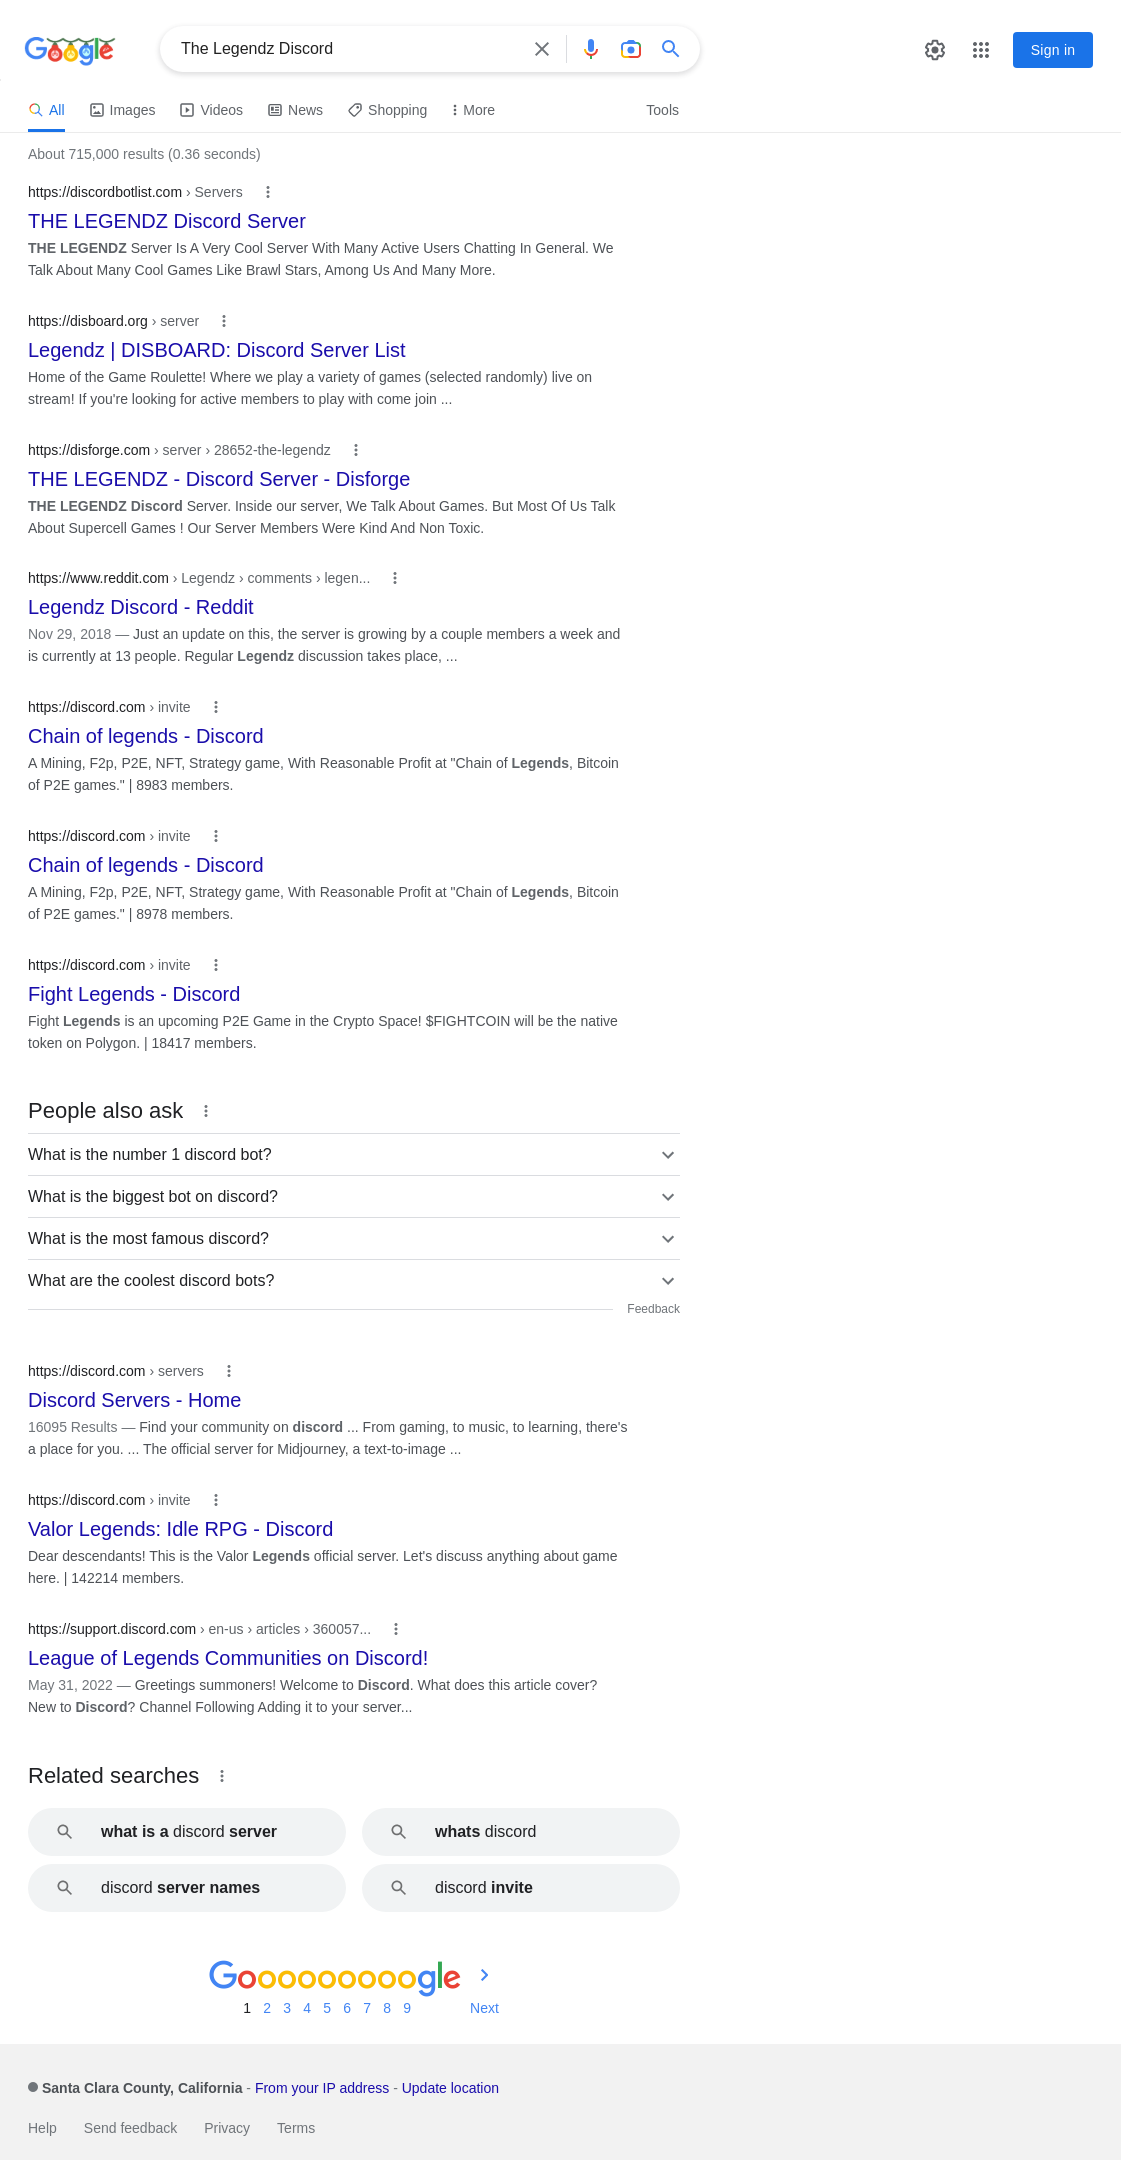 Google
The Legendz Discord
Sign in
All
Images
Videos
News
Shopping
More
Tools
About 715,000 results (0.36 seconds)
https://discordbotlist.com › Servers
THE LEGENDZ Discord Server
THE LEGENDZ Server Is A Very Cool Server With Many Active Users Chatting In General. We
Talk About Many Cool Games Like Brawl Stars, Among Us And Many More.
https://disboard.org › server
Legendz | DISBOARD: Discord Server List
Home of the Game Roulette! Where we play a variety of games (selected randomly) live on
stream! If you're looking for active members to play with come join ...
https://disforge.com › server › 28652-the-legendz
THE LEGENDZ - Discord Server - Disforge
THE LEGENDZ Discord Server. Inside our server, We Talk About Games. But Most Of Us Talk
About Supercell Games ! Our Server Members Were Kind And Non Toxic.
https://www.reddit.com › Legendz › comments › legen...
Legendz Discord - Reddit
Nov 29, 2018 — Just an update on this, the server is growing by a couple members a week and
is currently at 13 people. Regular Legendz discussion takes place, ...
https://discord.com › invite
Chain of legends - Discord
A Mining, F2p, P2E, NFT, Strategy game, With Reasonable Profit at "Chain of Legends, Bitcoin
of P2E games." | 8983 members.
https://discord.com › invite
Chain of legends - Discord
A Mining, F2p, P2E, NFT, Strategy game, With Reasonable Profit at "Chain of Legends, Bitcoin
of P2E games." | 8978 members.
https://discord.com › invite
Fight Legends - Discord
Fight Legends is an upcoming P2E Game in the Crypto Space! $FIGHTCOIN will be the native
token on Polygon. | 18417 members.
People also ask
What is the number 1 discord bot?
What is the biggest bot on discord?
What is the most famous discord?
What are the coolest discord bots?
Feedback
https://discord.com › servers
Discord Servers - Home
16095 Results — Find your community on discord ... From gaming, to music, to learning, there's
a place for you. ... The official server for Midjourney, a text-to-image ...
https://discord.com › invite
Valor Legends: Idle RPG - Discord
Dear descendants! This is the Valor Legends official server. Let's discuss anything about game
here. | 142214 members.
https://support.discord.com › en-us › articles › 360057...
League of Legends Communities on Discord!
May 31, 2022 — Greetings summoners! Welcome to Discord. What does this article cover?
New to Discord? Channel Following Adding it to your server...
Related searches
what is a discord server
whats discord
discord server names
discord invite
Goooooooooogle
1 2 3 4 5 6 7 8 9 Next
Santa Clara County, California - From your IP address - Update location
Help Send feedback Privacy Terms